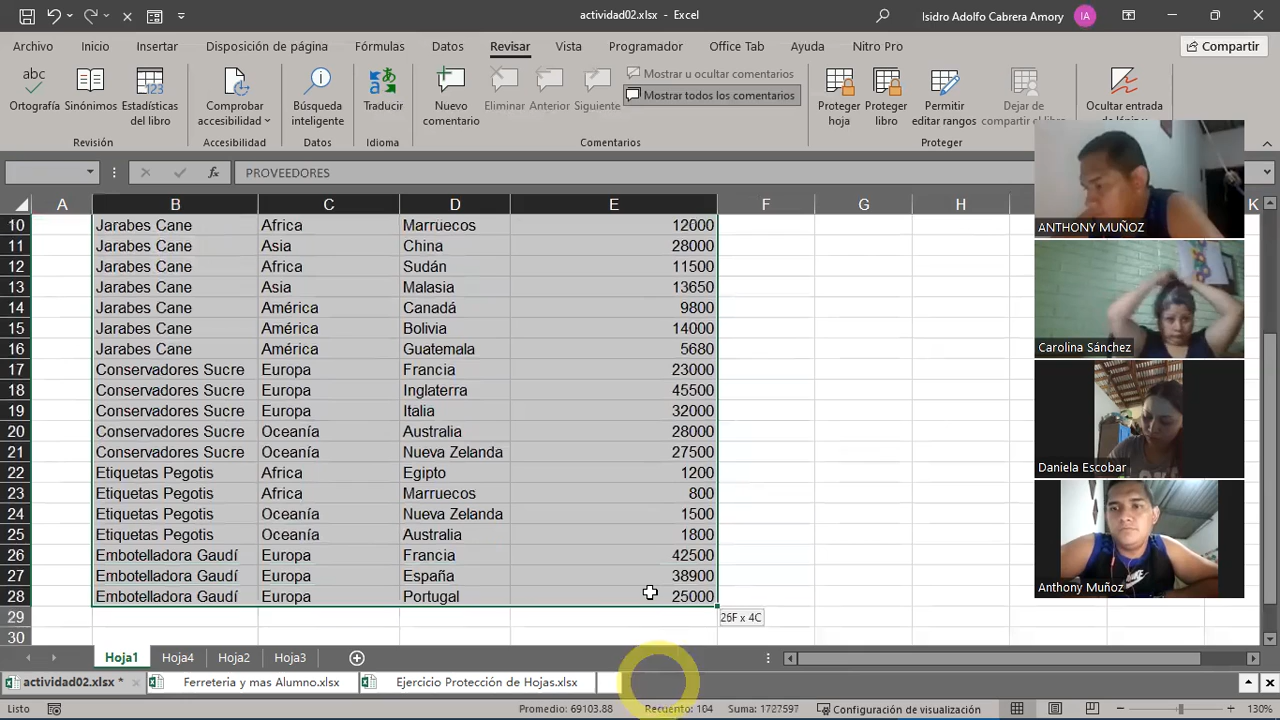 actividad02.xlsx - Excel
Isidro Adolfo Cabrera Amory IA
Archivo Inicio Insertar Disposición de página Fórmulas Datos Revisar Vista Programador Office Tab Ayuda Nitro Pro Compartir
abc
Ortografía Sinónimos Estadísticas del libro
Revisión
Comprobar accesibilidad
Accesibilidad
Búsqueda inteligente
Datos
Traducir
Idioma
Nuevo comentario Eliminar Anterior Siguiente
Mostrar u ocultar comentarios
Mostrar todos los comentarios
Comentarios
Proteger hoja Proteger libro Permitir editar rangos Dejar de compartir el libro
Proteger
Ocultar entrada
fx PROVEEDORES
A B C D E F G H K
10 Jarabes Cane Africa Marruecos 12000
11 Jarabes Cane Asia China 28000
12 Jarabes Cane Africa Sudán 11500
13 Jarabes Cane Asia Malasia 13650
14 Jarabes Cane América Canadá 9800
15 Jarabes Cane América Bolivia 14000
16 Jarabes Cane América Guatemala 5680
17 Conservadores Sucre Europa Francia 23000
18 Conservadores Sucre Europa Inglaterra 45500
19 Conservadores Sucre Europa Italia 32000
20 Conservadores Sucre Oceanía Australia 28000
21 Conservadores Sucre Oceanía Nueva Zelanda 27500
22 Etiquetas Pegotis Africa Egipto 1200
23 Etiquetas Pegotis Africa Marruecos 800
24 Etiquetas Pegotis Oceanía Nueva Zelanda 1500
25 Etiquetas Pegotis Oceanía Australia 1800
26 Embotelladora Gaudí Europa Francia 42500
27 Embotelladora Gaudí Europa España 38900
28 Embotelladora Gaudí Europa Portugal 25000
29
26F x 4C
30
ANTHONY MUÑOZ
Carolina Sánchez
Daniela Escobar
Anthony Muñoz
Hoja1 Hoja4 Hoja2 Hoja3
actividad02.xlsx * Ferreteria y mas Alumno.xlsx Ejercicio Protección de Hojas.xlsx
Listo Promedio: 69103.88 Recuento: 104 Suma: 1727597 Configuración de visualización 130%